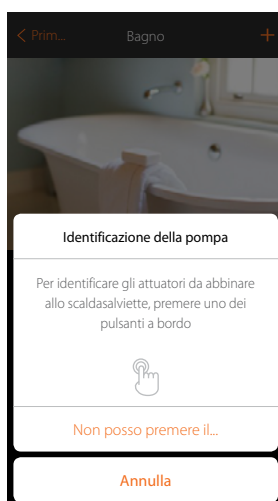 Prim...
Bagno
+
Identificazione della pompa
Per identificare gli attuatori da abbinare
allo scaldasalviette, premere uno dei
pulsanti a bordo
Non posso premere il...
Annulla